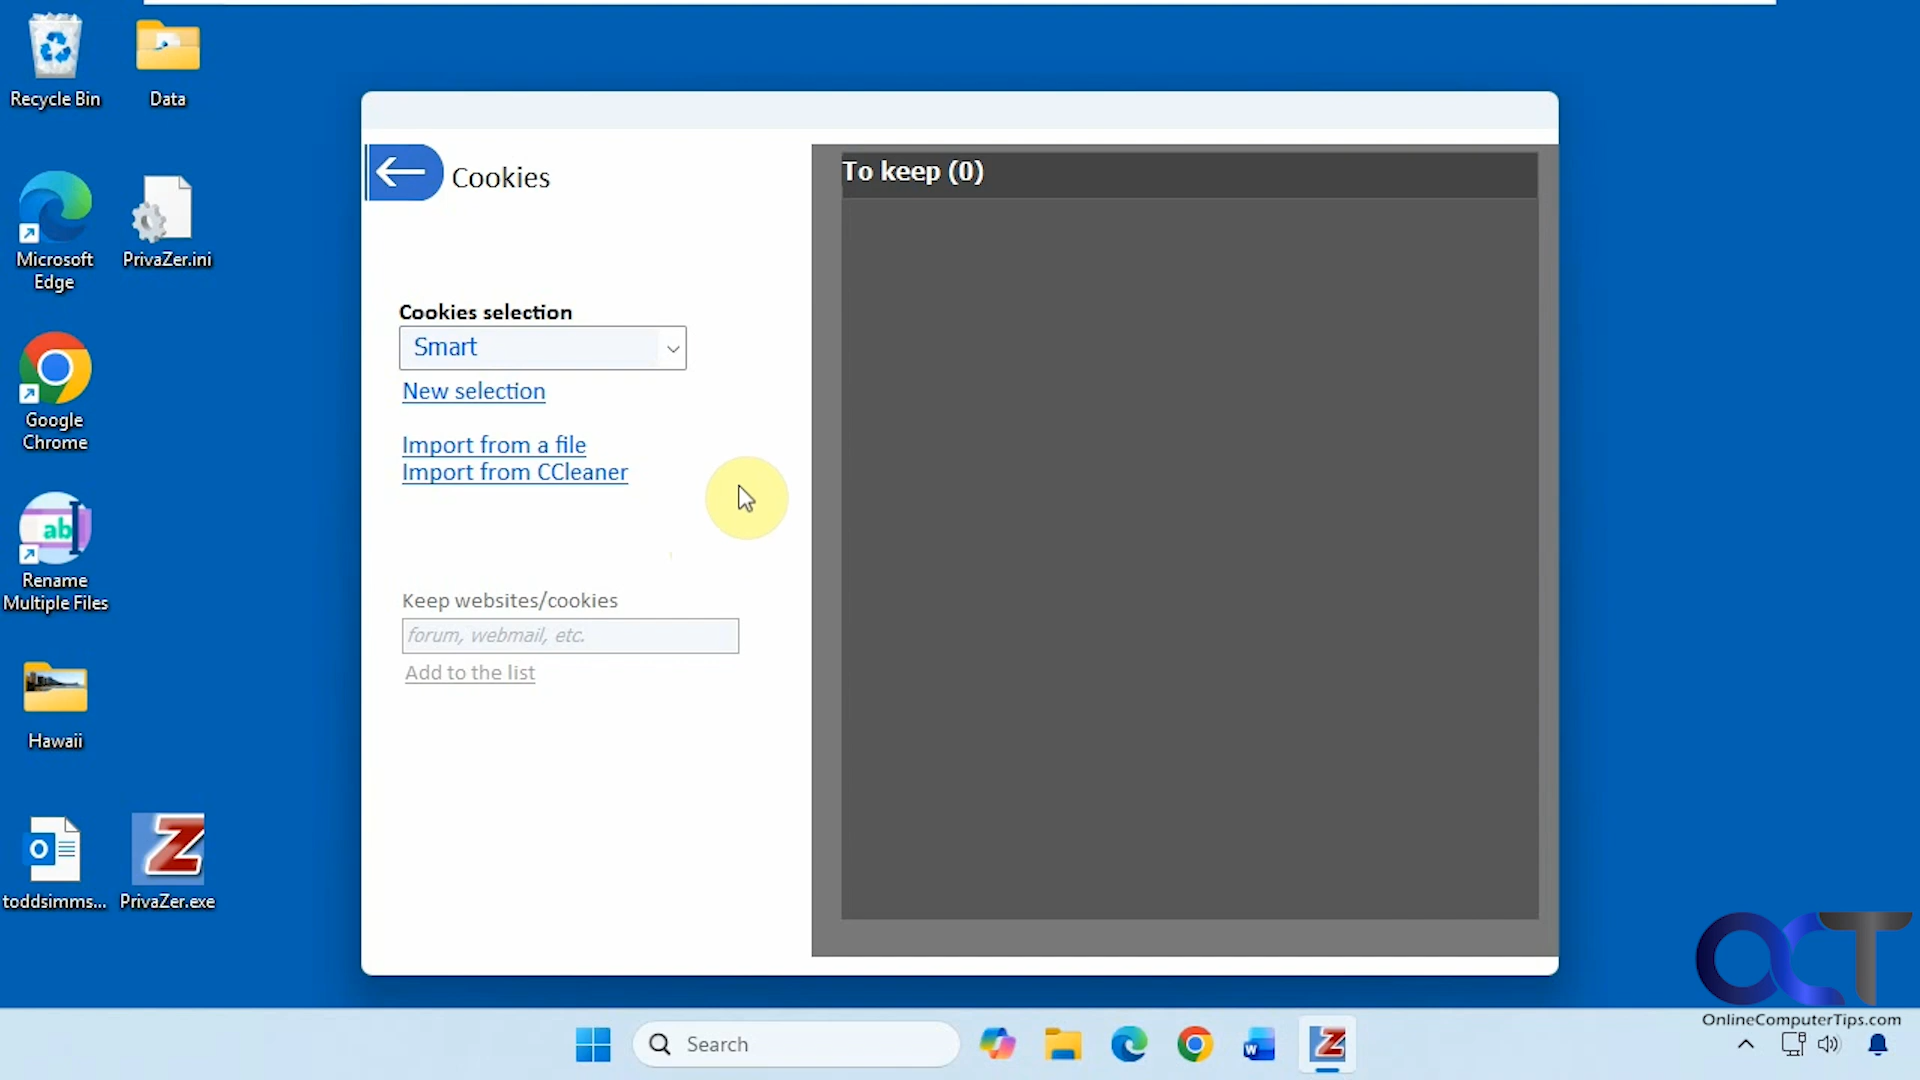 Recycle Bin
Data
Microsoft
Edge
PrivaZer.ini
Google
Chrome
ab
Rename
Multiple Files
Hawaii
toddsimms...
PrivaZer.exe
Cookies
Cookies selection
Smart
New selection
Import from a file
Import from CCleaner
Keep websites/cookies
forum, webmail, etc.
Add to the list
To keep (0)
OCT
OnlineComputerTips.com
Search